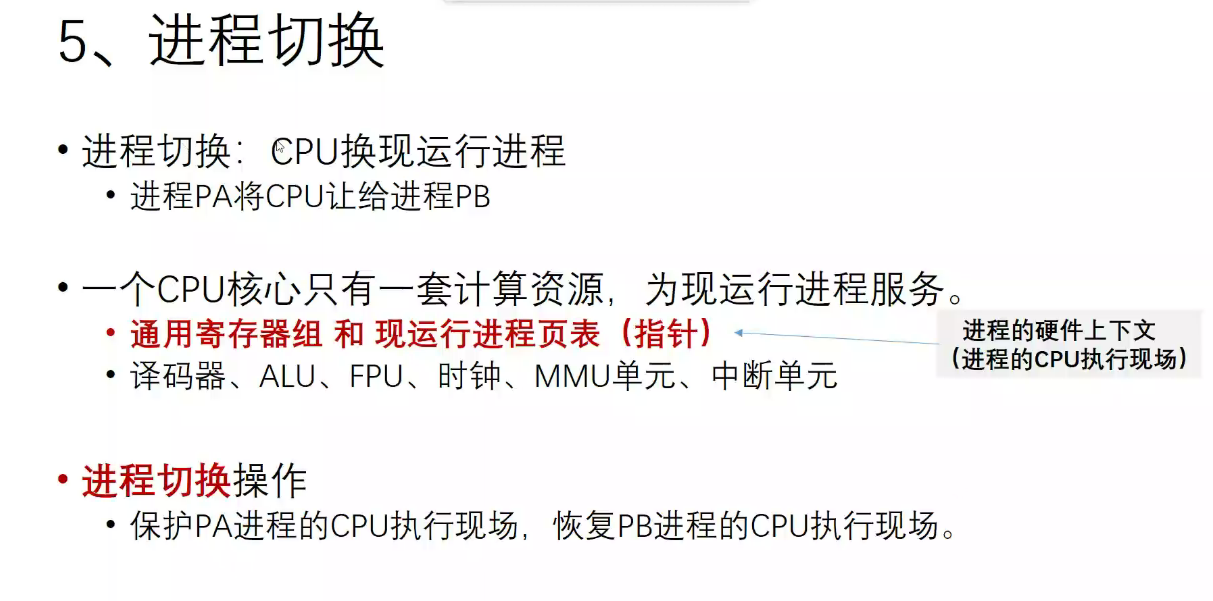 5、进程切换
• 进程切换：CPU换现运行进程
• 进程PA将CPU让给进程PB
• 一个CPU核心只有一套计算资源，为现运行进程服务。
• 通用寄存器组 和 现运行进程页表（指针）
进程的硬件上下文
（进程的CPU执行现场）
• 译码器、ALU、FPU、时钟、MMU单元、中断单元
• 进程切换操作
• 保护PA进程的CPU执行现场，恢复PB进程的CPU执行现场。